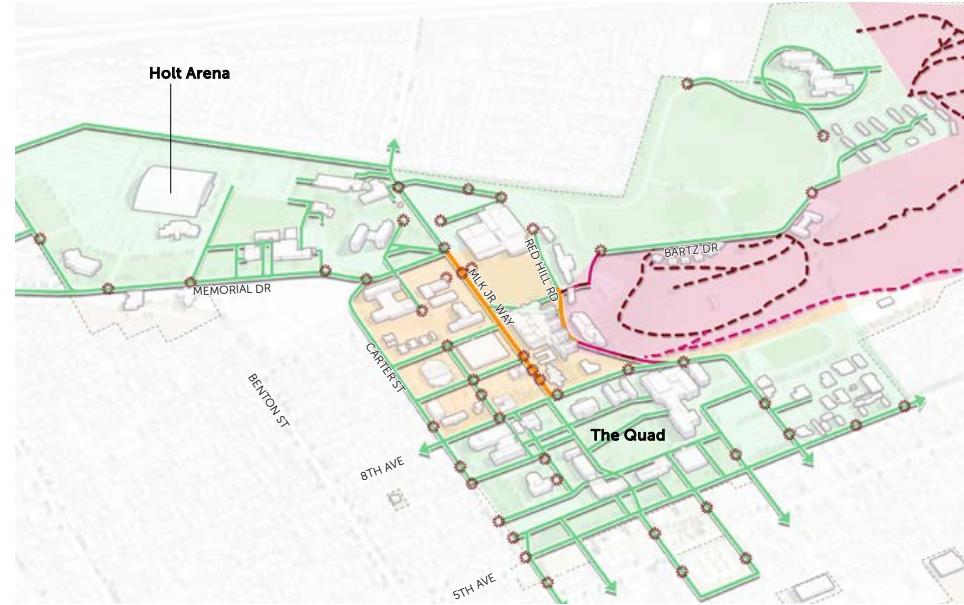 Holt Arena
RED HILL RD
BARTZ DR
MEMORIAL DR
MLK JR. WAY
CARTER ST
BENTON ST
The Quad
8TH AVE
5TH AVE